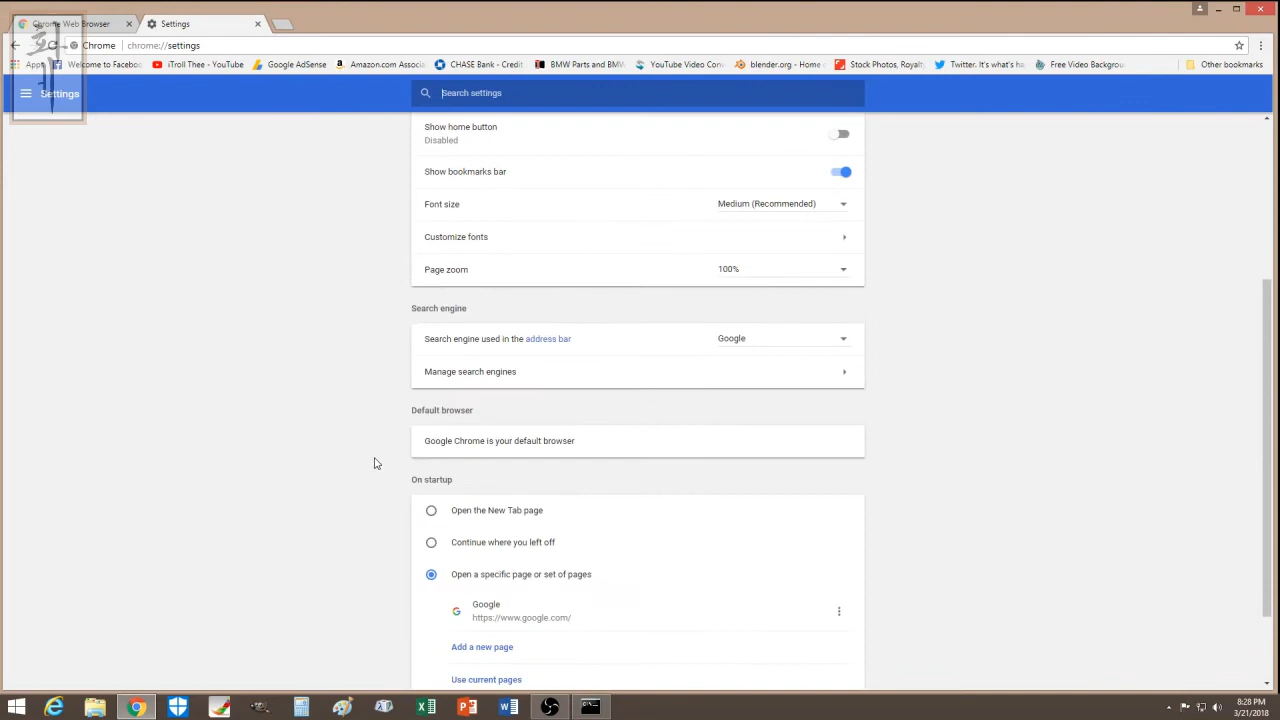 Chrome Web Browser
Settings
Chrome
chrome://settings
Apps
Welcome to Faceboo
iTroll Thee - YouTube
Google AdSense
Amazon.com Associa
CHASE Bank - Credit
BMW Parts and BMW
YouTube Video Conv
blender.org - Home o
Stock Photos, Royalty
Twitter. It's what's ha
Free Video Backgrou
Other bookmarks
Settings
Search settings
Show home button
Disabled
Show bookmarks bar
Font size
Medium (Recommended)
Customize fonts
Page zoom
100%
Search engine
Search engine used in the address bar
Google
Manage search engines
Default browser
Google Chrome is your default browser
On startup
Open the New Tab page
Continue where you left off
Open a specific page or set of pages
Google
https://www.google.com/
Add a new page
Use current pages
8:28 PM
3/21/2018